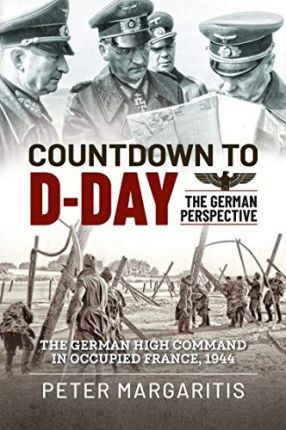 COUNTDOWN TO
D-DAY
THE GERMAN
PERSPECTIVE
THE GERMAN HIGH COMMAND
IN OCCUPIED FRANCE, 1944
PETER MARGARITIS